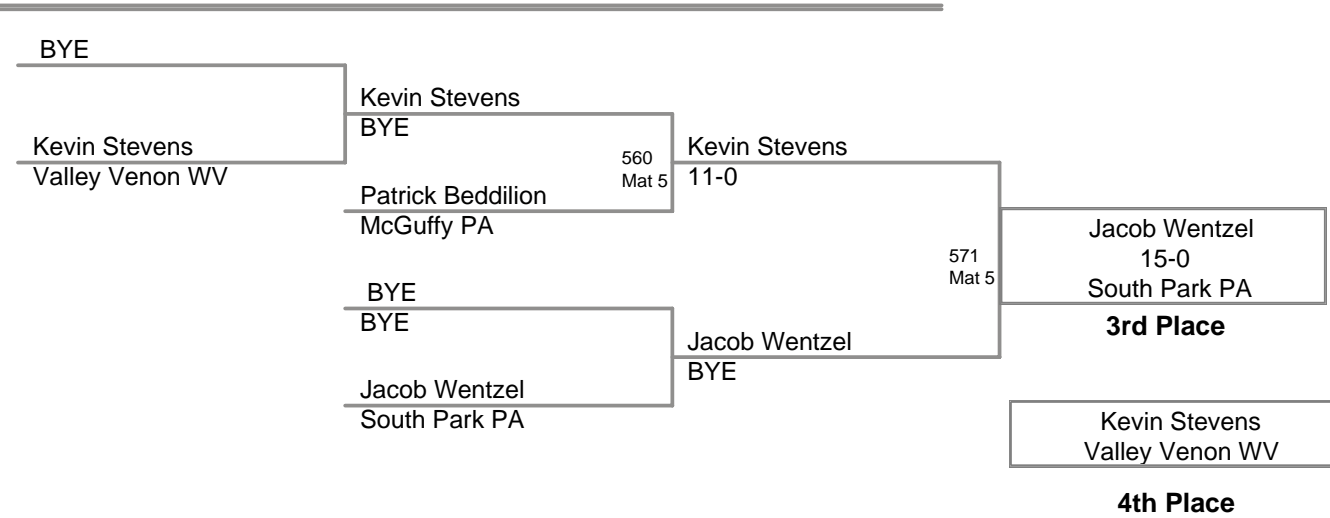 BYE
Kevin Stevens
Valley Venon WV
Kevin Stevens
BYE
Patrick Beddilion
McGuffy PA
BYE
BYE
Jacob Wentzel
South Park PA
560
Mat 5
Kevin Stevens
11-0
Jacob Wentzel
BYE
571
Mat 5
Jacob Wentzel
15-0
South Park PA
3rd Place
Kevin Stevens
Valley Venon WV
4th Place